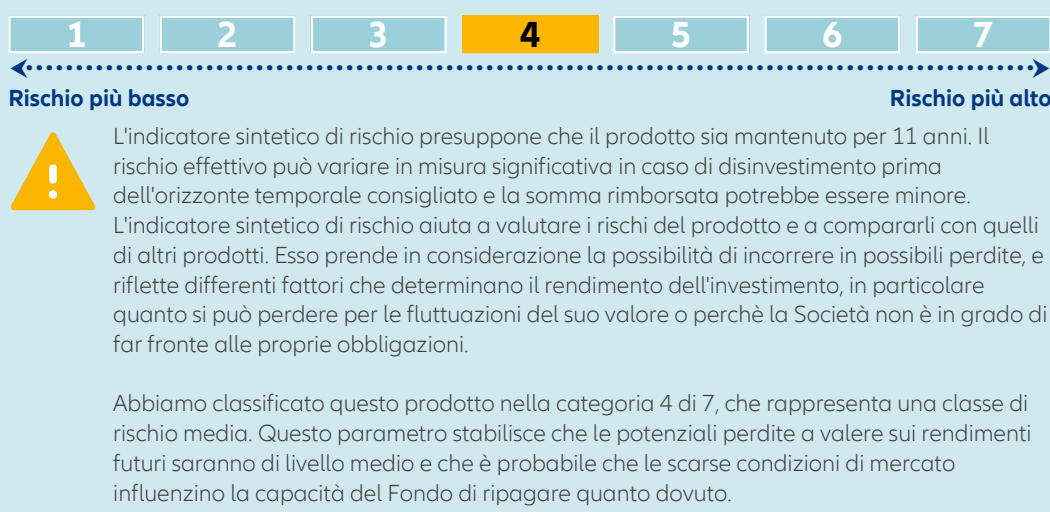 1 2 3 4 5 6 7
Rischio più basso Rischio più alto
L'indicatore sintetico di rischio presuppone che il prodotto sia mantenuto per 11 anni. Il
rischio effettivo può variare in misura significativa in caso di disinvestimento prima
dell'orizzonte temporale consigliato e la somma rimborsata potrebbe essere minore.
L'indicatore sintetico di rischio aiuta a valutare i rischi del prodotto e a compararli con quelli
di altri prodotti. Esso prende in considerazione la possibilità di incorrere in possibili perdite, e
riflette differenti fattori che determinano il rendimento dell'investimento, in particolare
quanto si può perdere per le fluttuazioni del suo valore o perchè la Società non è in grado di
far fronte alle proprie obbligazioni.
Abbiamo classificato questo prodotto nella categoria 4 di 7, che rappresenta una classe di
rischio media. Questo parametro stabilisce che le potenziali perdite a valere sui rendimenti
futuri saranno di livello medio e che è probabile che le scarse condizioni di mercato
influenzino la capacità del Fondo di ripagare quanto dovuto.